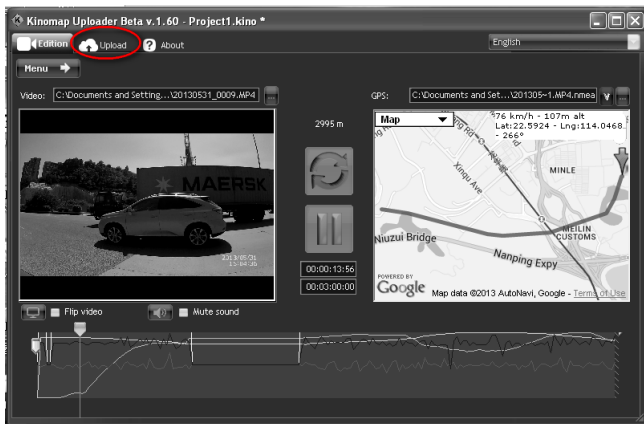 Kinomap Uploader Beta v.1.60 - Project1.kino *
Edition
Upload
? About
English
Menu
Video: C:\Documents and Setting...\20130531_0009.MP4
GPS: C:\Documents and Set...\201305~1.MP4.nmea
V
2995 m
Map
76 km/h - 107m alt
Lat:22.5924 - Lng:114.0468
- 266°
MAERSK
Xinqu Ave
MINLE
MEILIN
CUSTOMS
Niuzui Bridge
Nanping Expy
2013/05/31
00:00:13:56
00:03:00:00
POWERED BY
Google
Map data ©2013 AutoNavi, Google - Terms of Use
Flip video
Mute sound